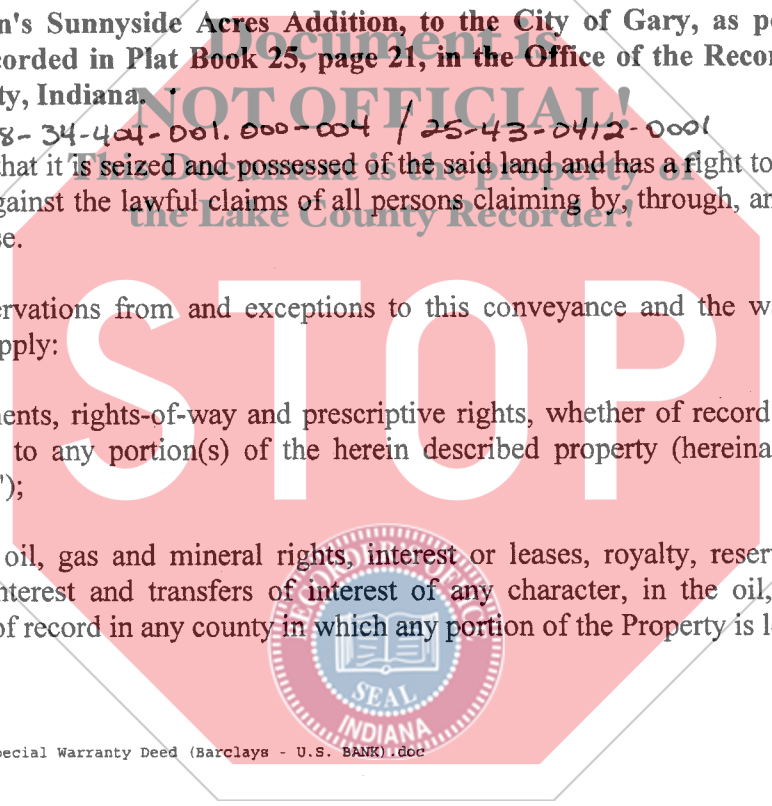 n's Sunnyside Acres Addition, to the City of Gary, as pe
Document is
corded in Plat Book 25, page 21, in the Office of the Recor
ty, Indiana.
NOT OFFICIAL!
8-34-404-001.000-004 / 25-43-0412-0001
that it is seized and possessed of the said land and has a right to
This Document is the property of
gainst the lawful claims of all persons claiming by, through, an
the Lake County Recorder!
se.
ervations from and exceptions to this conveyance and the w
pply:
STOP
ents, rights-of-way and prescriptive rights, whether of record
to any portion(s) of the herein described property (hereina
");
oil, gas and mineral rights, interest or leases, royalty, reser
nterest and transfers of interest of any character, in the oil,
of record in any county in which any portion of the Property is l
RECORDER'S OFFICE
SEAL
INDIANA
pecial Warranty Deed (Barclays - U.S. BANK).doc